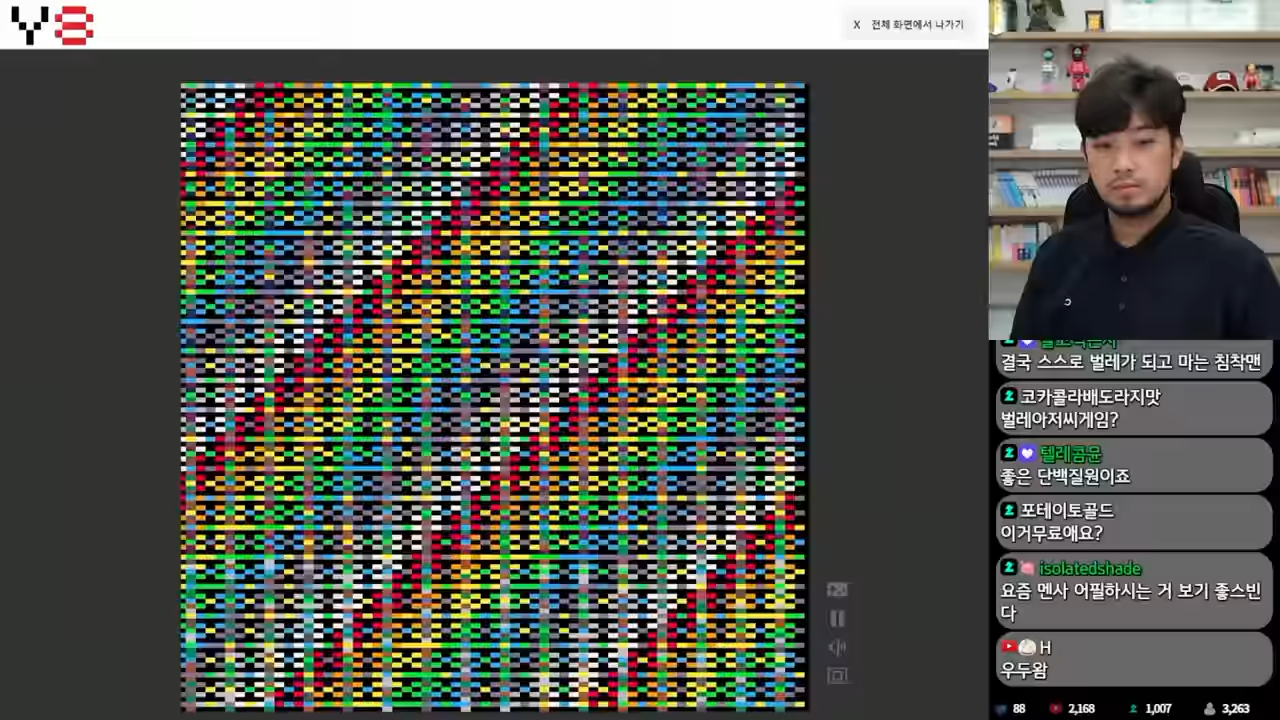 Y8
X 전체 화면에서 나가기
결국 스스로 벌레가 되고 마는 침착맨
코카콜라배도라지맛
벌레아저씨게임?
텔레콤윤
좋은 단백질원이죠
포테이토골드
이거무료애요?
isolatedshade
요즘 멘사 어필하시는 거 보기 좋스빈
다
H
우두왐
88 2,168 1,007 3,263